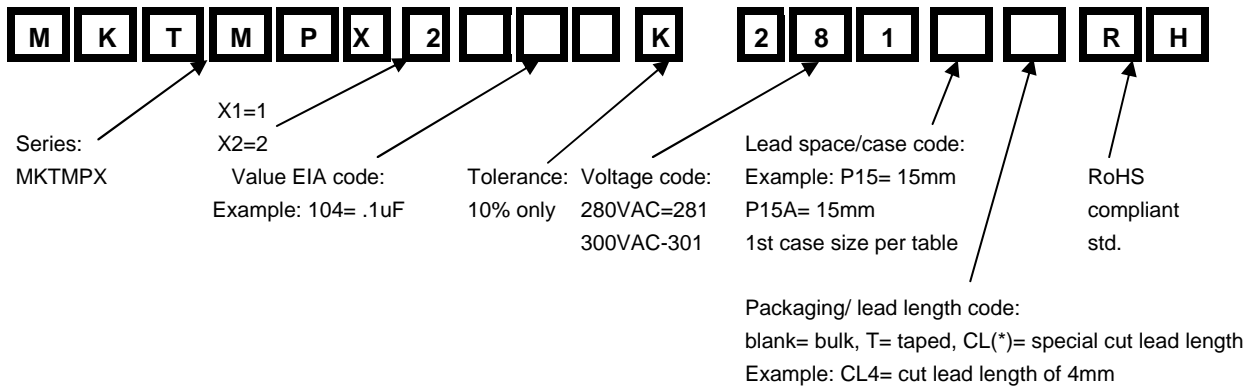 M K T M P X 2 K 2 8 1 R H
X1=1
X2=2
Series:
MKTMPX
Value EIA code:
Example: 104= .1uF
Tolerance:
10% only
Voltage code:
280VAC=281
300VAC-301
Lead space/case code:
Example: P15= 15mm
P15A= 15mm
1st case size per table
RoHS
compliant
std.
Packaging/ lead length code:
blank= bulk, T= taped, CL(*)= special cut lead length
Example: CL4= cut lead length of 4mm